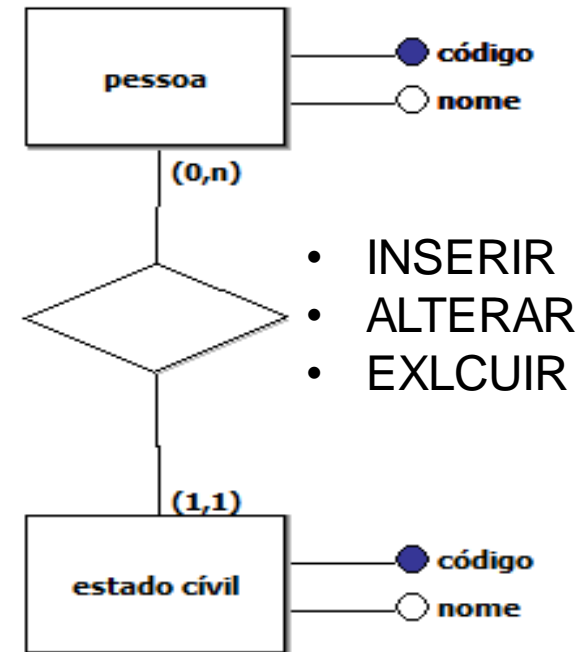 pessoa
código
nome
(0,n)
• INSERIR
• ALTERAR
• EXLCUIR
(1,1)
estado cívil
código
nome